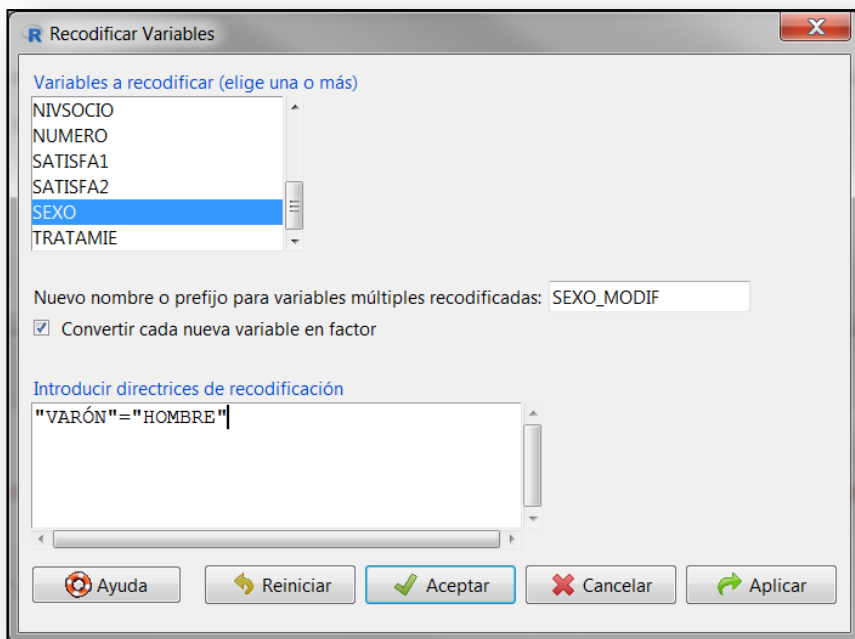 Recodificar Variables
Variables a recodificar (elige una o más)
NIVSOCIO
NUMERO
SATISFA1
SATISFA2
SEXO
TRATAMIE
Nuevo nombre o prefijo para variables múltiples recodificadas: SEXO_MODIF
Convertir cada nueva variable en factor
Introducir directrices de recodificación
"VARÓN"="HOMBRE"
Ayuda Reiniciar Aceptar Cancelar Aplicar